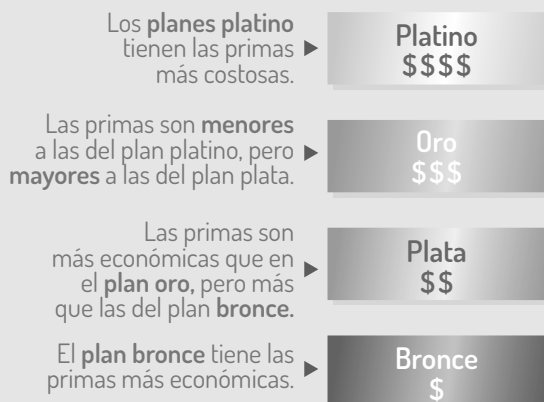 Los planes platino
tienen las primas
más costosas.
Platino
$$$$
Las primas son menores
a las del plan platino, pero
mayores a las del plan plata.
Oro
$$$
Las primas son
más económicas que en
el plan oro, pero más
que las del plan bronce.
Plata
$$
El plan bronce tiene las
primas más económicas.
Bronce
$